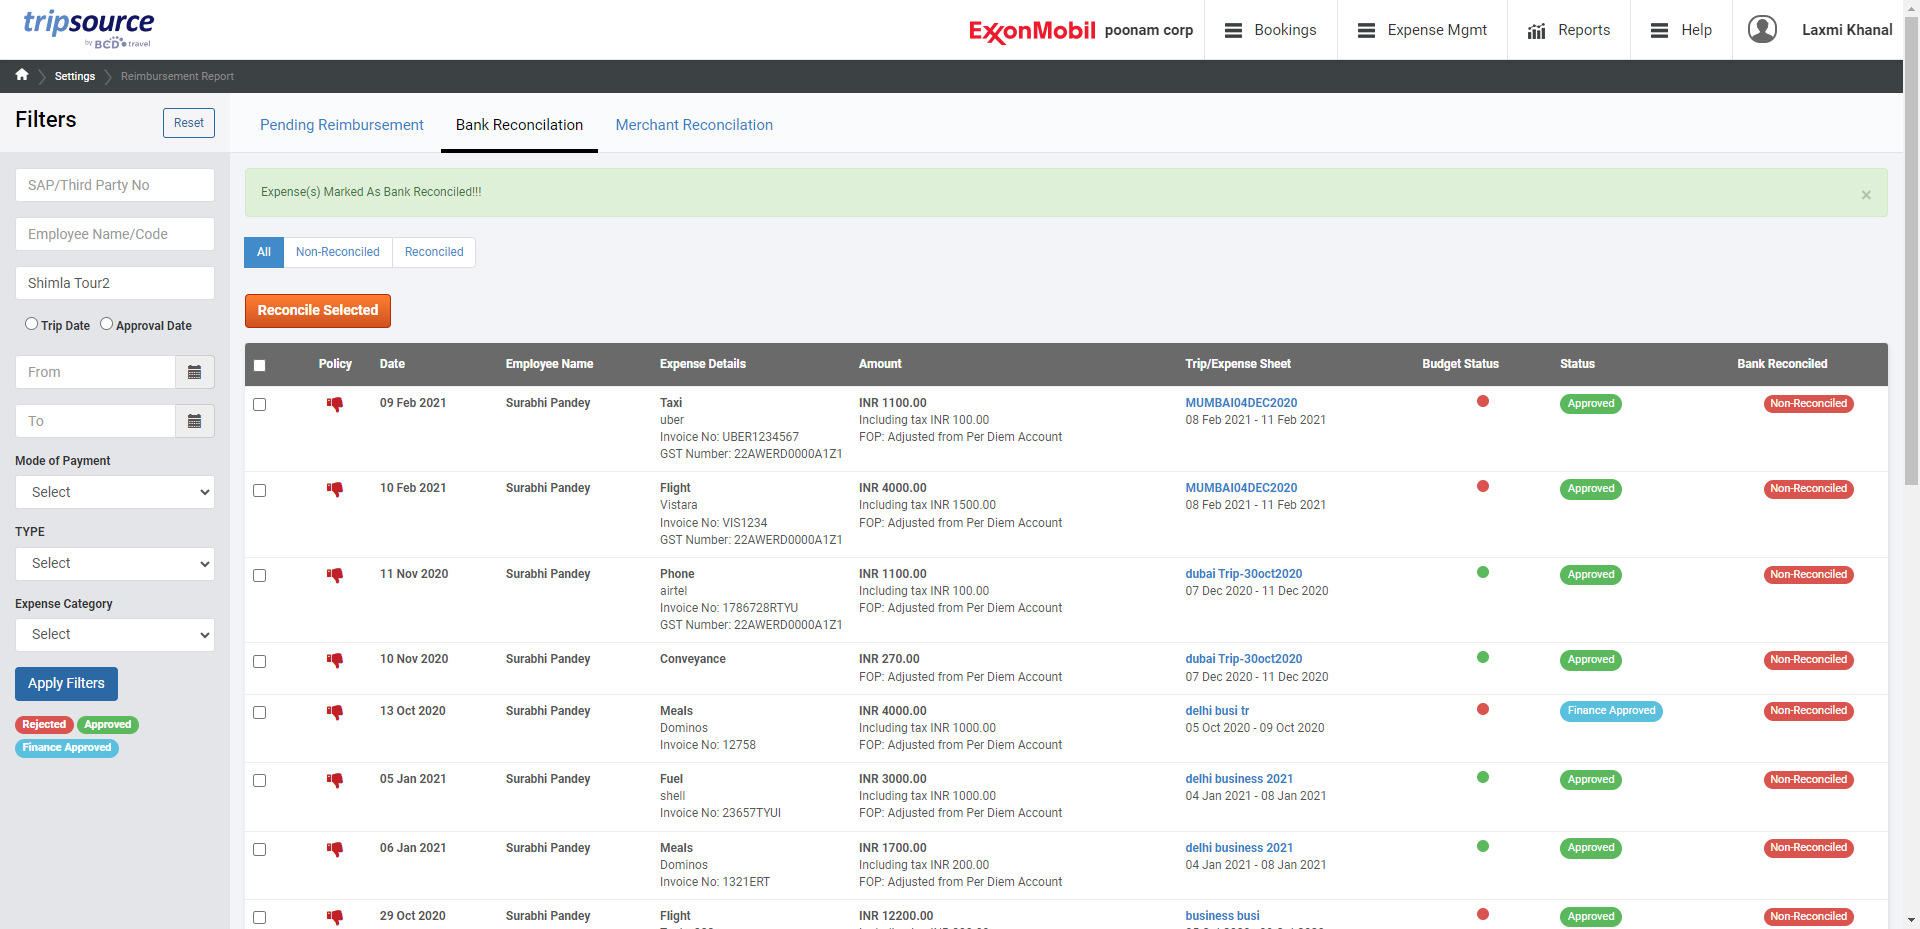 tripsource
by BCD travel
ExxonMobil poonam corp
Bookings
Expense Mgmt
Reports
Help
Laxmi Khanal
Settings
Reimbursement Report
Filters
Reset
SAP/Third Party No
Employee Name/Code
Shimla Tour2
Trip Date Approval Date
From
To
Mode of Payment
Select
TYPE
Select
Expense Category
Select
Apply Filters
Rejected Approved
Finance Approved
Pending Reimbursement Bank Reconcilation Merchant Reconcilation
Expense(s) Marked As Bank Reconciled!!!
×
All Non-Reconciled Reconciled
Reconcile Selected
Policy Date Employee Name Expense Details Amount Trip/Expense Sheet Budget Status Status Bank Reconciled
09 Feb 2021 Surabhi Pandey Taxi INR 1100.00 MUMBAI04DEC2020 Approved Non-Reconciled
uber Including tax INR 100.00 08 Feb 2021 - 11 Feb 2021
Invoice No: UBER1234567 FOP: Adjusted from Per Diem Account
GST Number: 22AWERD0000A1Z1
10 Feb 2021 Surabhi Pandey Flight INR 4000.00 MUMBAI04DEC2020 Approved Non-Reconciled
Vistara Including tax INR 1500.00 08 Feb 2021 - 11 Feb 2021
Invoice No: VIS1234 FOP: Adjusted from Per Diem Account
GST Number: 22AWERD0000A1Z1
11 Nov 2020 Surabhi Pandey Phone INR 1100.00 dubai Trip-30oct2020 Approved Non-Reconciled
airtel Including tax INR 100.00 07 Dec 2020 - 11 Dec 2020
Invoice No: 1786728RTYU FOP: Adjusted from Per Diem Account
GST Number: 22AWERD0000A1Z1
10 Nov 2020 Surabhi Pandey Conveyance INR 270.00 dubai Trip-30oct2020 Approved Non-Reconciled
FOP: Adjusted from Per Diem Account 07 Dec 2020 - 11 Dec 2020
13 Oct 2020 Surabhi Pandey Meals INR 4000.00 delhi busi tr Finance Approved Non-Reconciled
Dominos Including tax INR 1000.00 05 Oct 2020 - 09 Oct 2020
Invoice No: 12758 FOP: Adjusted from Per Diem Account
05 Jan 2021 Surabhi Pandey Fuel INR 3000.00 delhi business 2021 Approved Non-Reconciled
shell Including tax INR 1000.00 04 Jan 2021 - 08 Jan 2021
Invoice No: 23657TYUI FOP: Adjusted from Per Diem Account
06 Jan 2021 Surabhi Pandey Meals INR 1700.00 delhi business 2021 Approved Non-Reconciled
Dominos Including tax INR 200.00 04 Jan 2021 - 08 Jan 2021
Invoice No: 1321ERT FOP: Adjusted from Per Diem Account
29 Oct 2020 Surabhi Pandey Flight INR 12200.00 business busi Approved Non-Reconciled